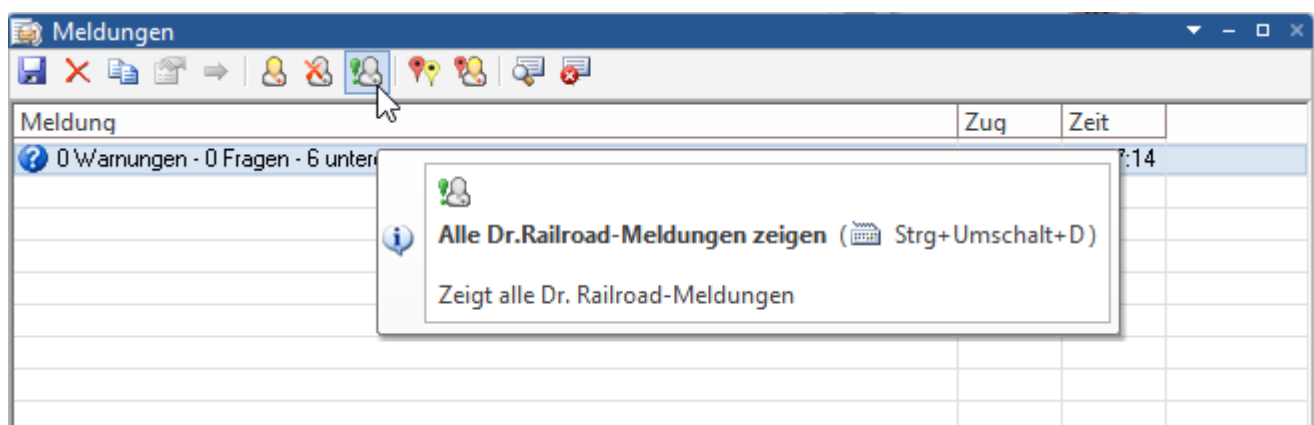 Meldungen
Meldung Zug Zeit
0 Warnungen - 0 Fragen - 6 :14
Alle Dr.Railroad-Meldungen zeigen ( Strg+Umschalt+D)
Zeigt alle Dr. Railroad-Meldungen